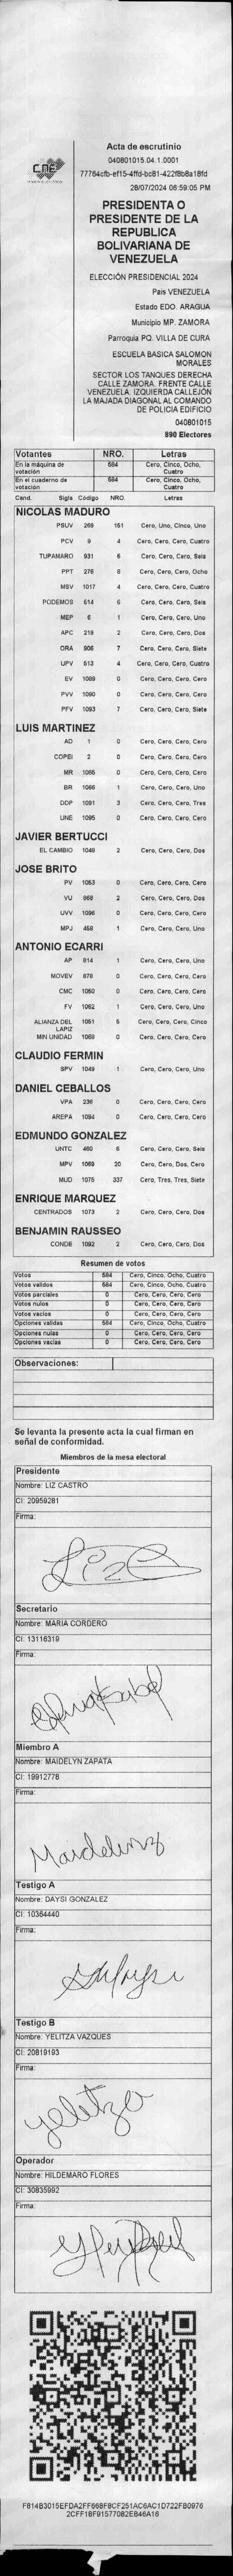 CNE
Acta de escrutinio
040801015.04.1.0001
77764cfb-ef15-4ffd-bc81-422f8b8a18fd
28/07/2024 06:59:05 PM
PRESIDENTA O
PRESIDENTE DE LA
REPUBLICA
BOLIVARIANA DE
VENEZUELA
ELECCIÓN PRESIDENCIAL 2024
Pais VENEZUELA
Estado EDO. ARAGUA
Municipio MP. ZAMORA
Parroquia PQ. VILLA DE CURA
ESCUELA BASICA SALOMON
MORALES
SECTOR LOS TANQUES DERECHA
CALLE ZAMORA. FRENTE CALLE
VENEZUELA. IZQUIERDA CALLEJÓN
LA MAJADA DIAGONAL AL COMANDO
DE POLICIA EDIFICIO
040801015
890 Electores
Votantes NRO. Letras
En la máquina de votación 584 Cero, Cinco, Ocho, Cuatro
En el cuaderno de votación 584 Cero, Cinco, Ocho, Cuatro
Cand. Sigla Código NRO. Letras
NICOLAS MADURO
PSUV 269 151 Cero, Uno, Cinco, Uno
PCV 9 4 Cero, Cero, Cero, Cuatro
TUPAMARO 931 6 Cero, Cero, Cero, Seis
PPT 276 8 Cero, Cero, Cero, Ocho
MSV 1017 4 Cero, Cero, Cero, Cuatro
PODEMOS 514 6 Cero, Cero, Cero, Seis
MEP 6 1 Cero, Cero, Cero, Uno
APC 219 2 Cero, Cero, Cero, Dos
ORA 906 7 Cero, Cero, Cero, Siete
UPV 513 4 Cero, Cero, Cero, Cuatro
EV 1089 0 Cero, Cero, Cero, Cero
PVV 1090 0 Cero, Cero, Cero, Cero
PFV 1093 7 Cero, Cero, Cero, Siete
LUIS MARTINEZ
AD 1 0 Cero, Cero, Cero, Cero
COPEI 2 0 Cero, Cero, Cero, Cero
MR 1065 0 Cero, Cero, Cero, Cero
BR 1066 1 Cero, Cero, Cero, Uno
DDP 1091 3 Cero, Cero, Cero, Tres
UNE 1095 0 Cero, Cero, Cero, Cero
JAVIER BERTUCCI
EL CAMBIO 1048 2 Cero, Cero, Cero, Dos
JOSE BRITO
PV 1053 0 Cero, Cero, Cero, Cero
VU 868 2 Cero, Cero, Cero, Dos
UVV 1096 0 Cero, Cero, Cero, Cero
MPJ 458 1 Cero, Cero, Cero, Uno
ANTONIO ECARRI
AP 814 1 Cero, Cero, Cero, Uno
MOVEV 878 0 Cero, Cero, Cero, Cero
CMC 1050 0 Cero, Cero, Cero, Cero
FV 1062 1 Cero, Cero, Cero, Uno
ALIANZA DEL LAPIZ 1051 5 Cero, Cero, Cero, Cinco
MIN UNIDAD 1068 0 Cero, Cero, Cero, Cero
CLAUDIO FERMIN
SPV 1049 1 Cero, Cero, Cero, Uno
DANIEL CEBALLOS
VPA 236 0 Cero, Cero, Cero, Cero
AREPA 1094 0 Cero, Cero, Cero, Cero
EDMUNDO GONZALEZ
UNTC 460 6 Cero, Cero, Cero, Seis
MPV 1069 20 Cero, Cero, Dos, Cero
MUD 1075 337 Cero, Tres, Tres, Siete
ENRIQUE MARQUEZ
CENTRADOS 1073 2 Cero, Cero, Cero, Dos
BENJAMIN RAUSSEO
CONDE 1092 2 Cero, Cero, Cero, Dos
Resumen de votos
Votos 584 Cero, Cinco, Ocho, Cuatro
Votos validos 584 Cero, Cinco, Ocho, Cuatro
Votos parciales 0 Cero, Cero, Cero, Cero
Votos nulos 0 Cero, Cero, Cero, Cero
Votos vacios 0 Cero, Cero, Cero, Cero
Opciones validas 584 Cero, Cinco, Ocho, Cuatro
Opciones nulas 0 Cero, Cero, Cero, Cero
Opciones vacias 0 Cero, Cero, Cero, Cero
Observaciones:
Se levanta la presente acta la cual firman en
señal de conformidad.
Miembros de la mesa electoral
Presidente
Nombre: LIZ CASTRO
CI: 20959281
Firma:
Secretario
Nombre: MARIA CORDERO
CI: 13116319
Firma:
Miembro A
Nombre: MAIDELYN ZAPATA
CI: 19912778
Firma:
Testigo A
Nombre: DAYSI GONZALEZ
CI: 10364440
Firma:
Testigo B
Nombre: YELITZA VAZQUES
CI: 20819193
Firma:
yelitza
Operador
Nombre: HILDEMARO FLORES
CI: 30835992
Firma:
F814B3015EFDA2FF668F8CF251AC6AC1D722FB0976
2CFF1BF91577082EB46A16